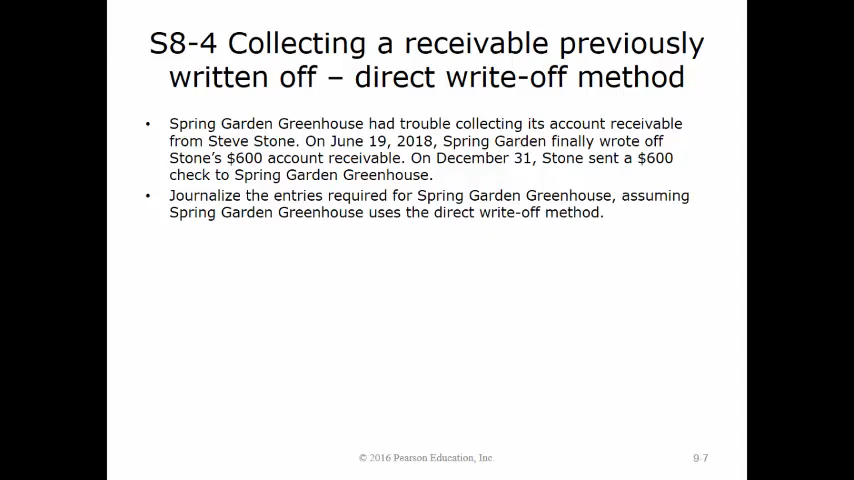 S8-4 Collecting a receivable previously
written off – direct write-off method
• Spring Garden Greenhouse had trouble collecting its account receivable
from Steve Stone. On June 19, 2018, Spring Garden finally wrote off
Stone's $600 account receivable. On December 31, Stone sent a $600
check to Spring Garden Greenhouse.
• Journalize the entries required for Spring Garden Greenhouse, assuming
Spring Garden Greenhouse uses the direct write-off method.
© 2016 Pearson Education, Inc.
9-7